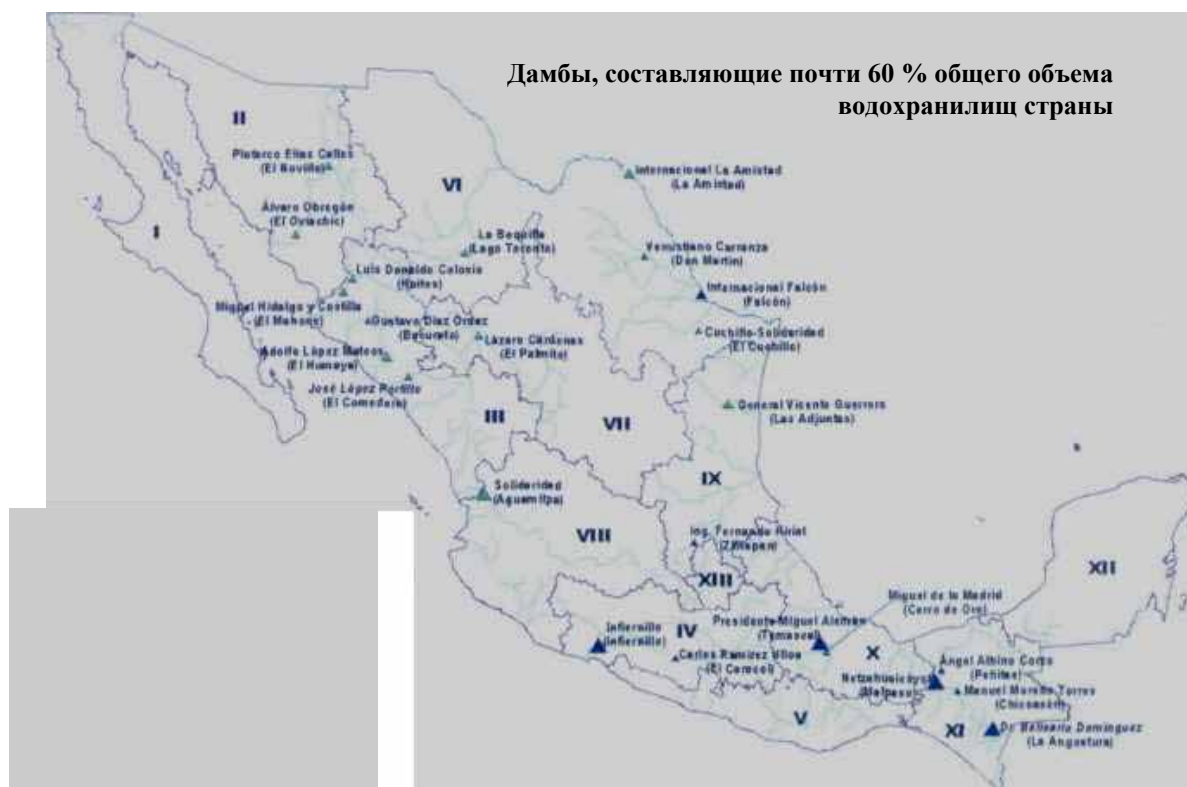 Дамбы, составляющие почти 60 % общего объема
водохранилищ страны
II
Plutarco Elías Calles
(El Novillo)
VI
Internacional La Amistad
(La Amistad)
Álvaro Obregón
(El Oviachic)
I
La Boquilla
(Lago Toronto)
Venustiano Carranza
(Don Martín)
Luis Donaldo Colosio
(Huites)
Internacional Falcón
(Falcón)
Miguel Hidalgo y Costilla
(El Mahone)
Gustavo Díaz Ordaz
(Bacurato)
Lázaro Cárdenas
(El Palmito)
Cuchillo-Solidaridad
(El Cuchillo)
Adolfo López Mateos
(El Humaya)
José López Portillo
(El Comedero)
III
VII
General Vicente Guerrero
(Las Adjuntas)
IX
Solidaridad
(Aguamilpa)
VIII
Ing. Fernando Hiriat
(Zimapan)
XIII
XII
Miguel de la Madrid
(Cerro de Oro)
Infiernillo
(Infiernillo)
IV
Presidente Miguel Alemán
(Temascal)
Carlos Ramírez Ulloa
(El Caracol)
X
Ángel Albino Corzo
(Peñitas)
Netzahualcóyotl
(Malpaso)
Manuel Moreno Torres
(Chicoasén)
V
XI
Dr. Belisario Domínguez
(La Angostura)